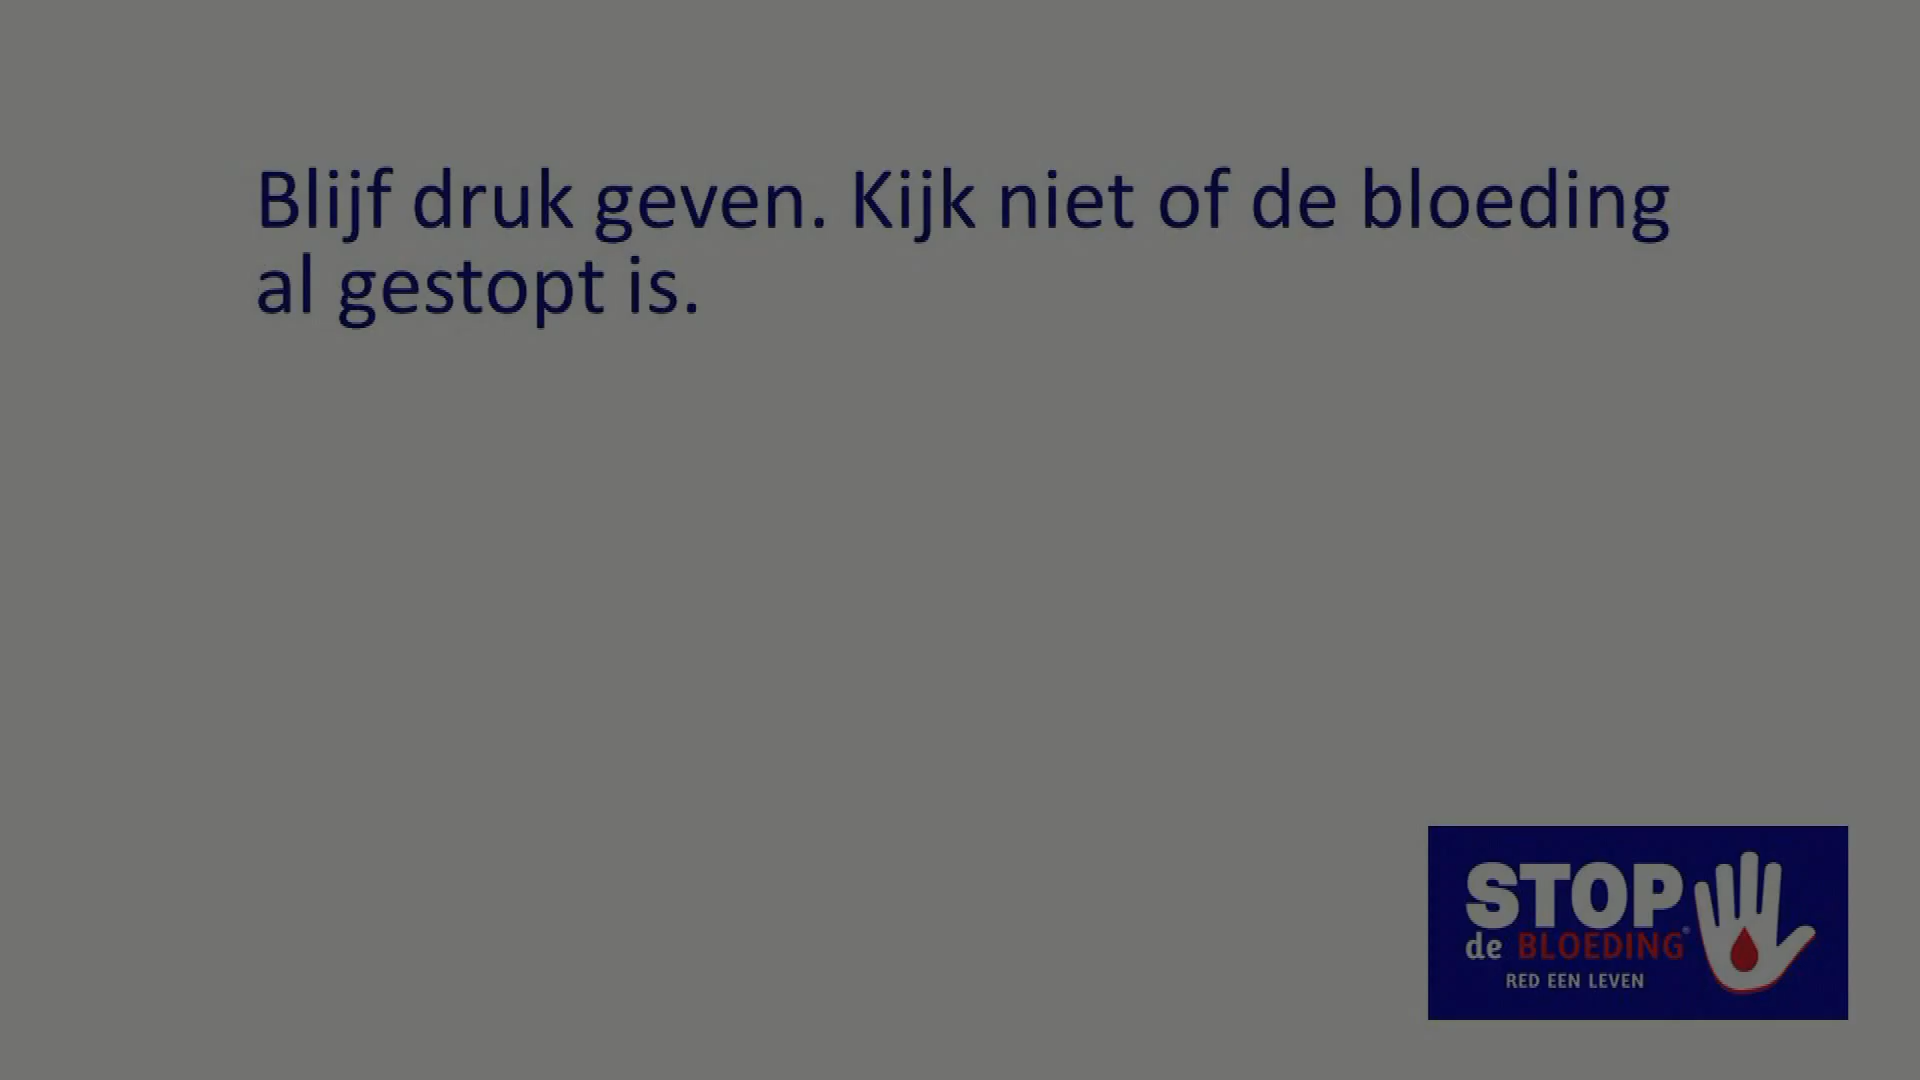 Blijf druk geven. Kijk niet of de bloeding
al gestopt is.
STOP
de BLOEDING®
RED EEN LEVEN